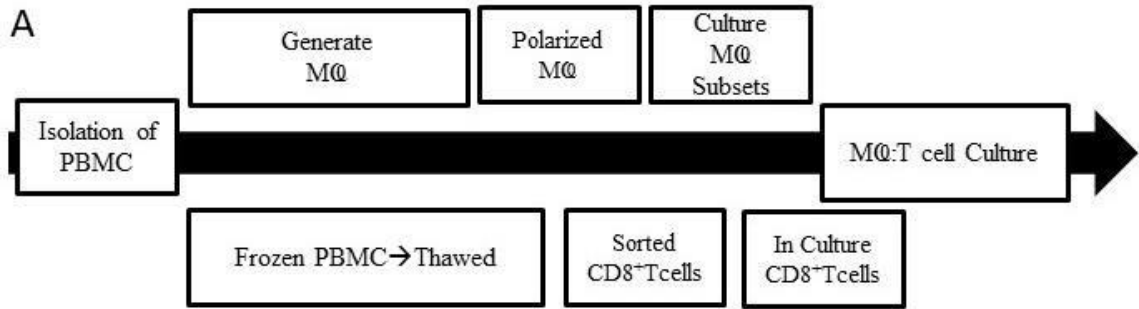 A
Generate
MΦ
Polarized
MΦ
Culture
MΦ
Subsets
Isolation of
PBMC
MΦ:T cell Culture
Frozen PBMC→Thawed
Sorted
CD8⁺Tcells
In Culture
CD8⁺Tcells